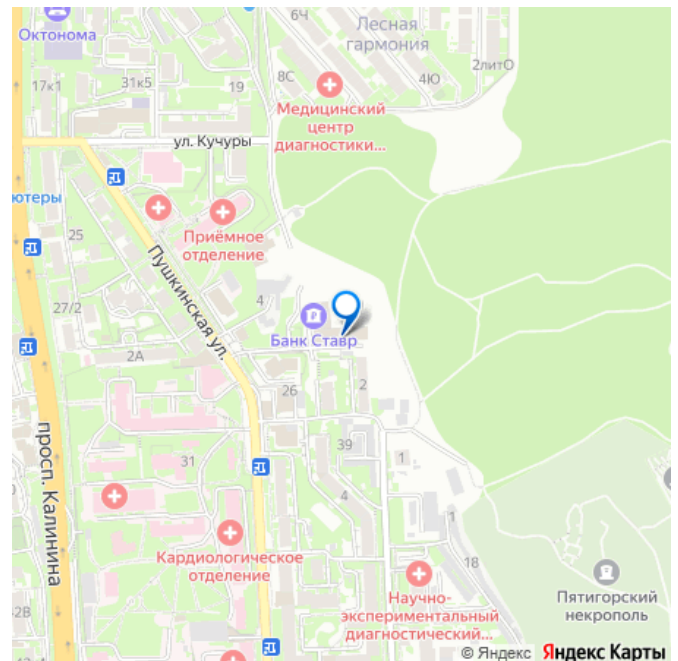 6Ч
Лесная
гармония
Октонома
17к1
31к5
19
8С
4Ю
2литО
Медицинский
центр
диагностики...
ул. Кучуры
ютеры
25
Приёмное
отделение
Пушкинская ул.
27/2
4
Банк Ставр
2А
26
2
39
просп. Калинина
31
1
4
1
18
Кардиологическое
отделение
Научно-
экспериментальный
диагностический...
Пятигорский
некрополь
32В
© Яндекс Яндекс Карты